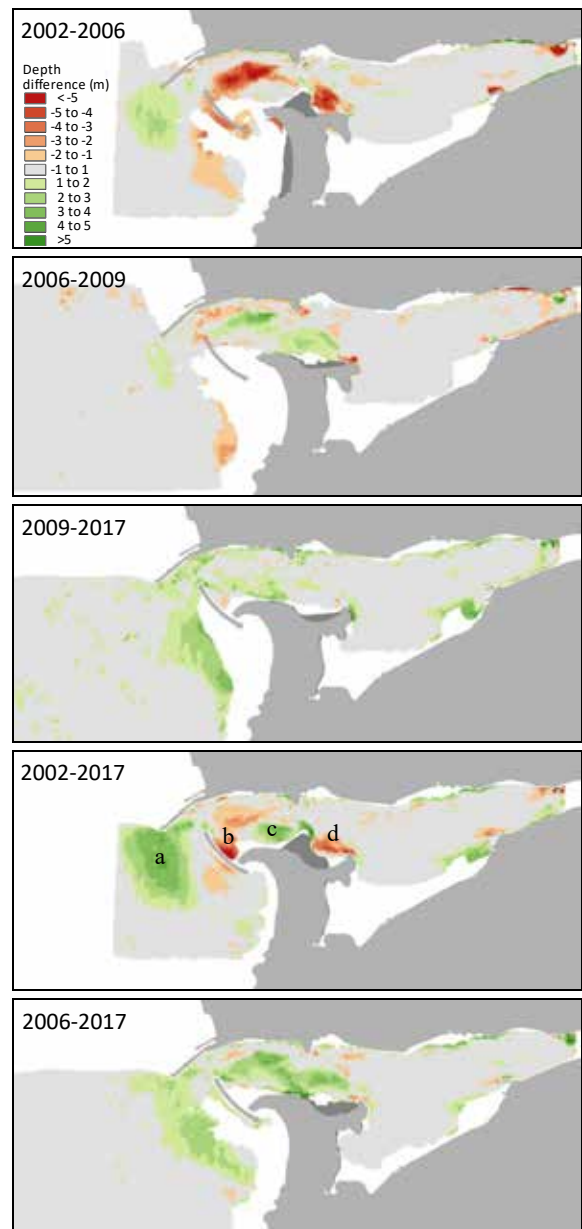 2002-2006
Depth
difference (m)
< -5
-5 to -4
-4 to -3
-3 to -2
-2 to -1
-1 to 1
1 to 2
2 to 3
3 to 4
4 to 5
>5
2006-2009
2009-2017
2002-2017
a
b
c
d
2006-2017